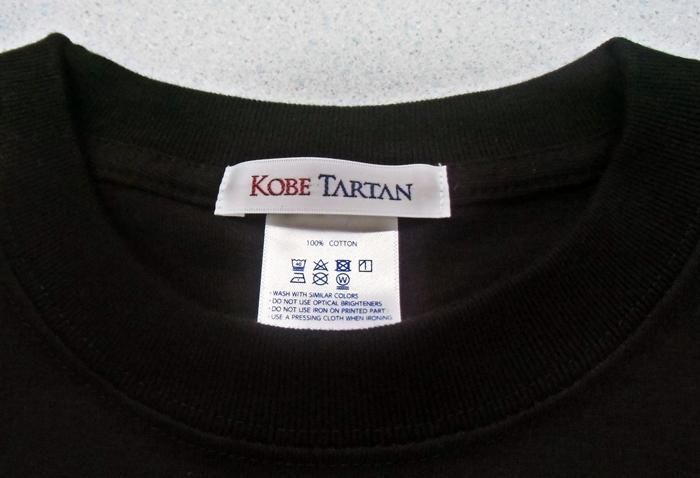 KOBE TARTAN
100% COTTON
40
W
· WASH WITH SIMILAR COLORS
· DO NOT USE OPTICAL BRIGHTENERS
· DO NOT USE IRON ON PRINTED PART
· USE A PRESSING CLOTH WHEN IRONING